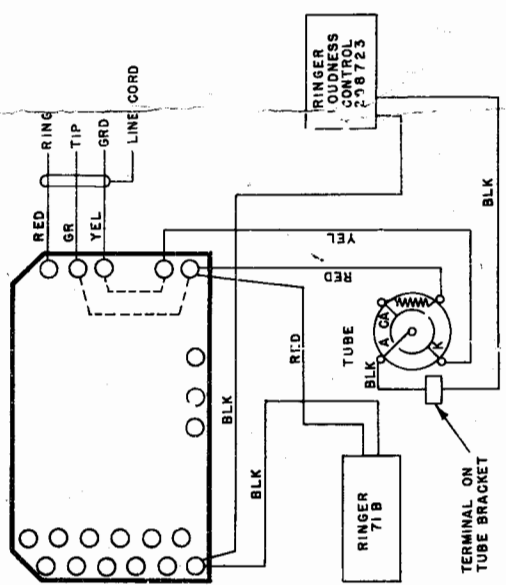 RING
TIP
GRD
LINE CORD
RED
GR
YEL
RINGER
LOUDNESS
CONTROL
298723
BLK
YEL
RED
RED
BLK
BLK
TUBE
A
CA
K
BLK
RINGER
71B
TERMINAL ON
TUBE BRACKET